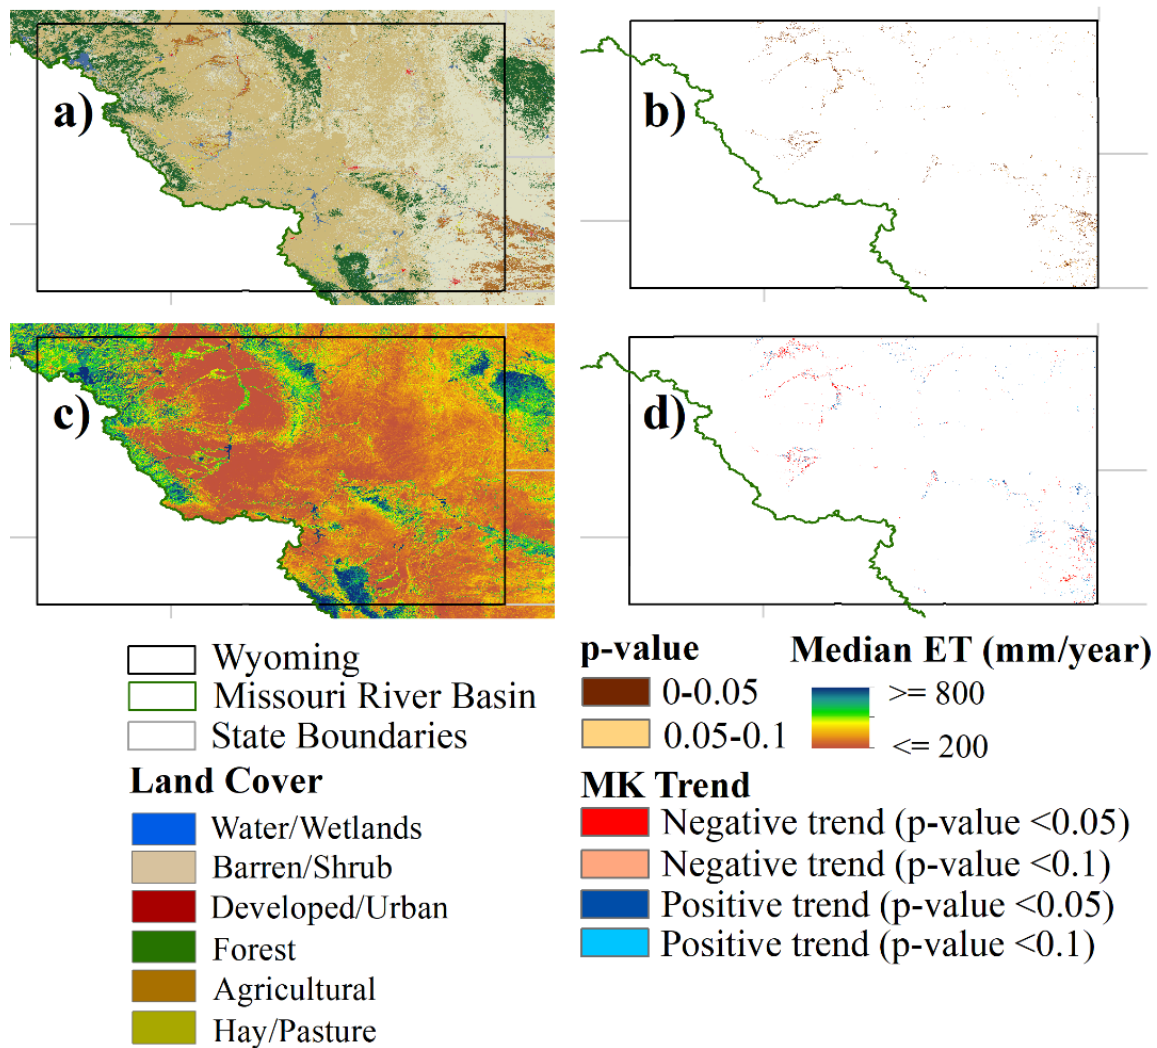 a)
b)
c)
d)
Wyoming
Missouri River Basin
State Boundaries
Land Cover
Water/Wetlands
Barren/Shrub
Developed/Urban
Forest
Agricultural
Hay/Pasture
p-value
0-0.05
0.05-0.1
Median ET (mm/year)
>= 800
<= 200
MK Trend
Negative trend (p-value <0.05)
Negative trend (p-value <0.1)
Positive trend (p-value <0.05)
Positive trend (p-value <0.1)